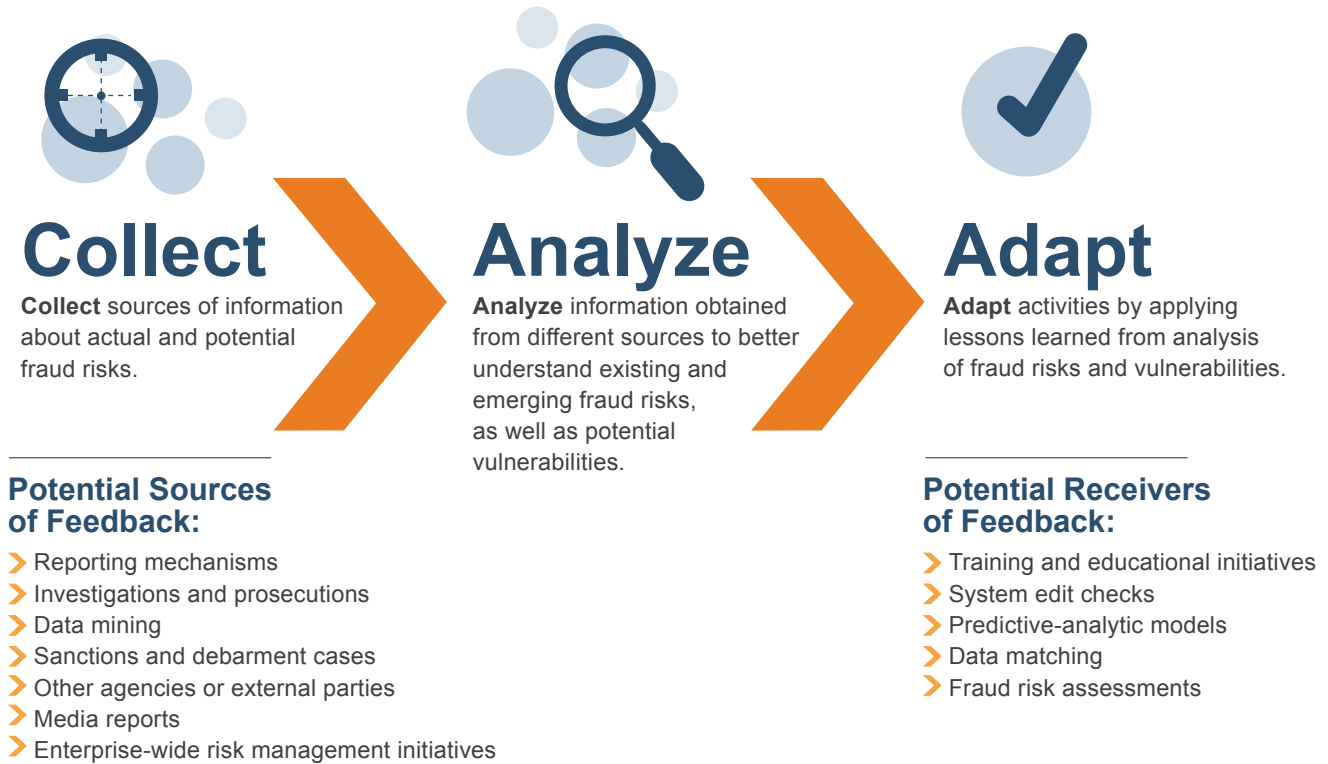 Collect
Collect sources of information
about actual and potential
fraud risks.
Potential Sources
of Feedback:
Reporting mechanisms
Investigations and prosecutions
Data mining
Sanctions and debarment cases
Other agencies or external parties
Media reports
Enterprise-wide risk management initiatives
Analyze
Analyze information obtained
from different sources to better
understand existing and
emerging fraud risks,
as well as potential
vulnerabilities.
Adapt
Adapt activities by applying
lessons learned from analysis
of fraud risks and vulnerabilities.
Potential Receivers
of Feedback:
Training and educational initiatives
System edit checks
Predictive-analytic models
Data matching
Fraud risk assessments